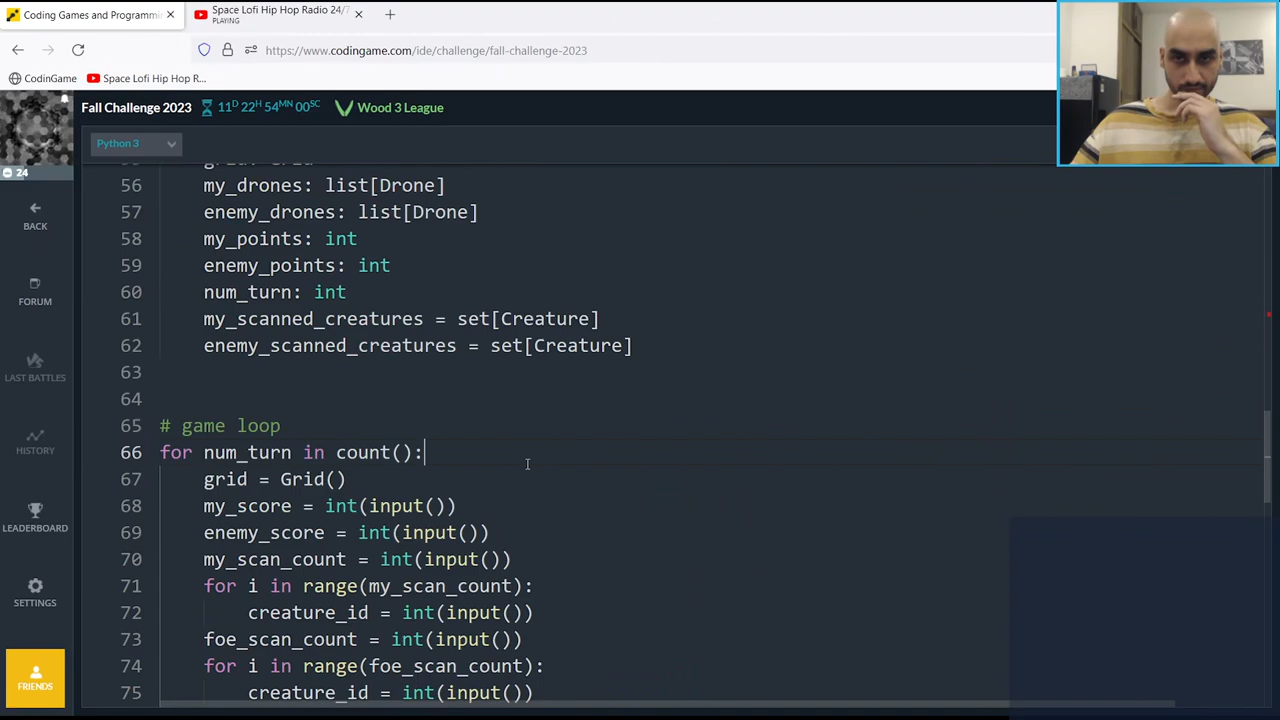 Coding Games and Programmi
Space Lofi Hip Hop Radio 24/7
PLAYING
https://www.codingame.com/ide/challenge/fall-challenge-2023
CodinGame
Space Lofi Hip Hop R...
Fall Challenge 2023
11D 22H 54MN 00SC
Wood 3 League
Python 3
24
BACK
FORUM
LAST BATTLES
HISTORY
LEADERBOARD
SETTINGS
FRIENDS
56 my_drones: list[Drone]
57 enemy_drones: list[Drone]
58 my_points: int
59 enemy_points: int
60 num_turn: int
61 my_scanned_creatures = set[Creature]
62 enemy_scanned_creatures = set[Creature]
63
64
65 # game loop
66 for num_turn in count():
67 grid = Grid()
68 my_score = int(input())
69 enemy_score = int(input())
70 my_scan_count = int(input())
71 for i in range(my_scan_count):
72 creature_id = int(input())
73 foe_scan_count = int(input())
74 for i in range(foe_scan_count):
75 creature_id = int(input())